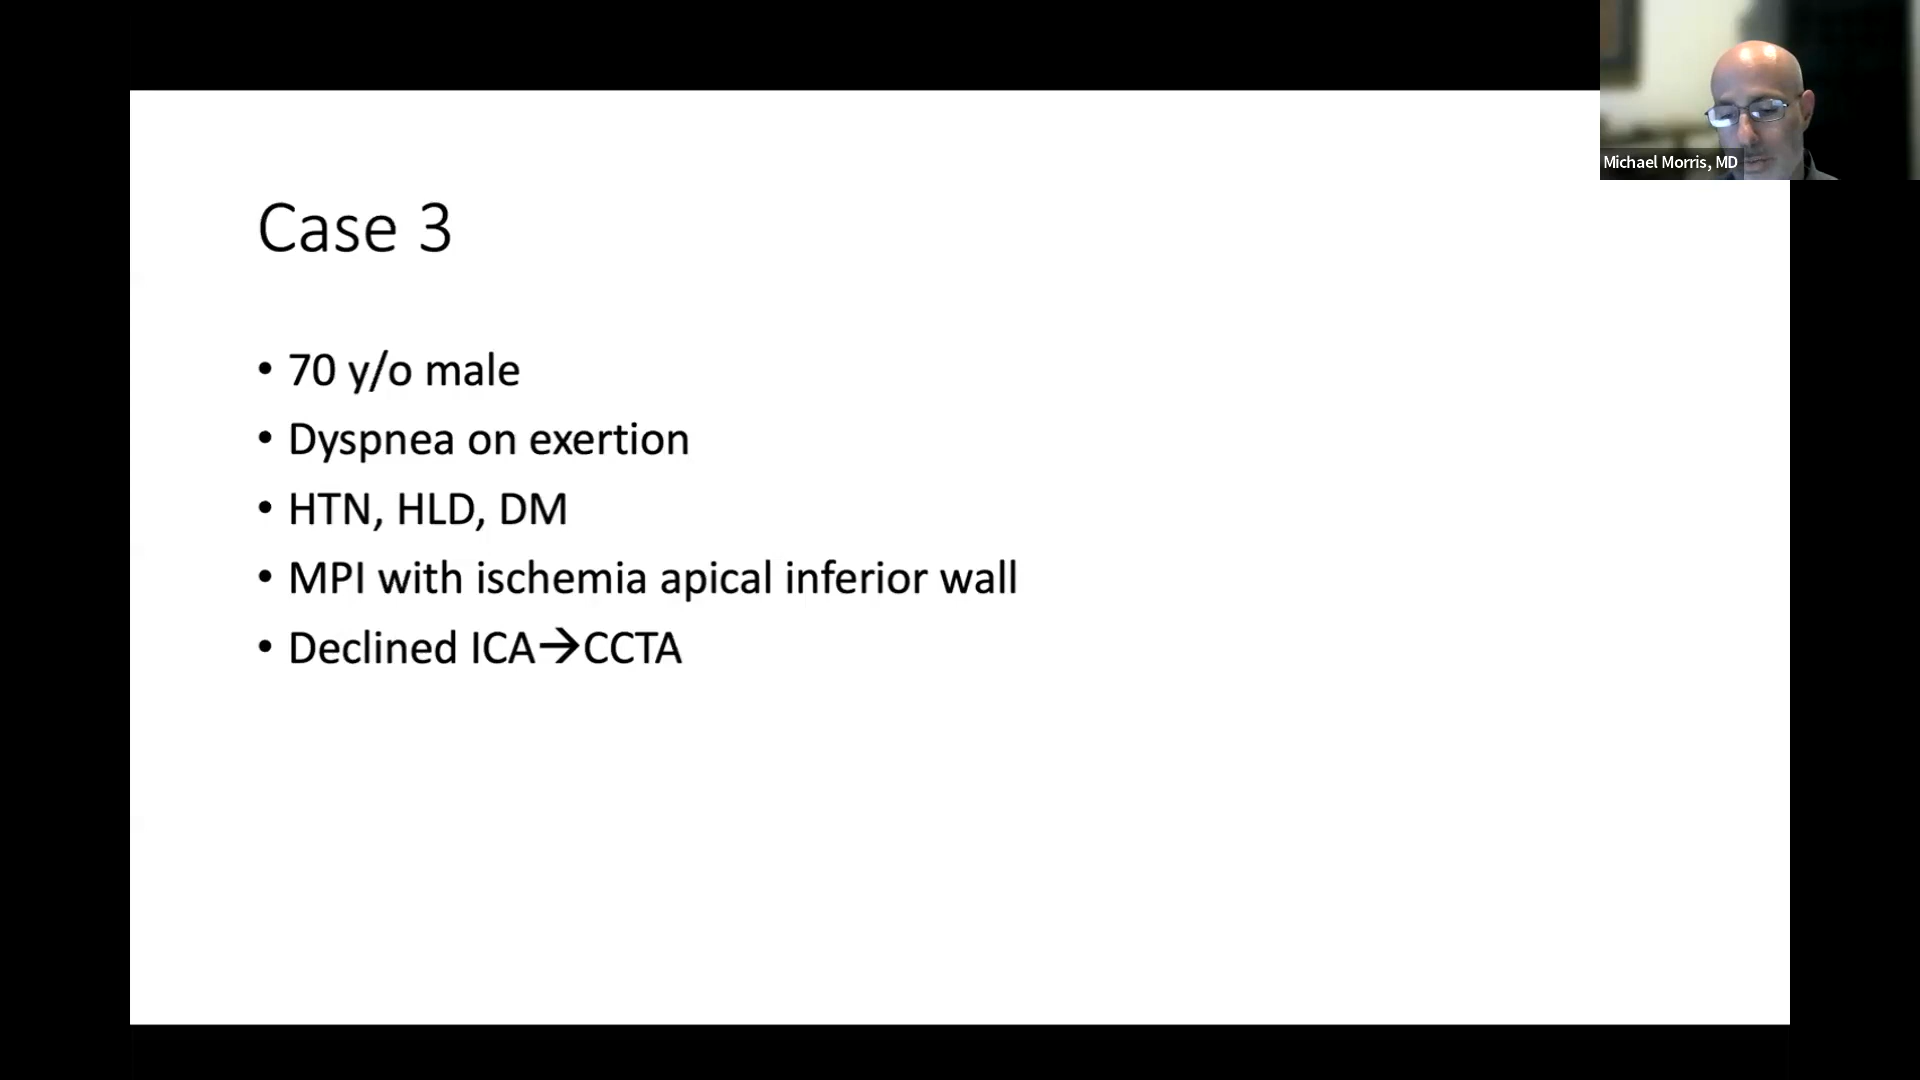 Michael Morris, MD
Case 3
• 70 y/o male
• Dyspnea on exertion
• HTN, HLD, DM
• MPI with ischemia apical inferior wall
• Declined ICA→CCTA